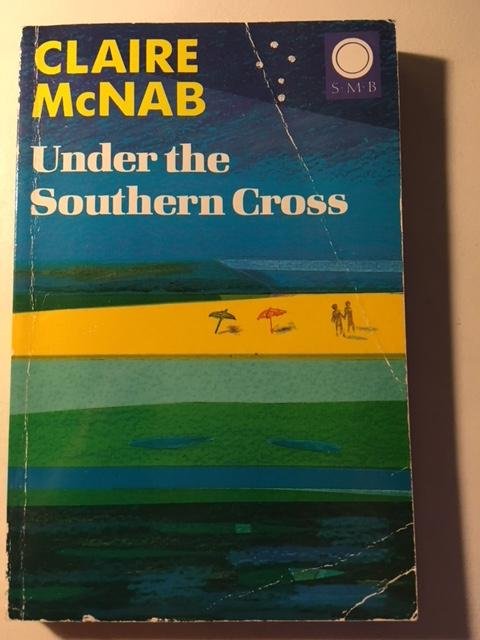 CLAIRE
McNAB
S·M·B
Under the
Southern Cross